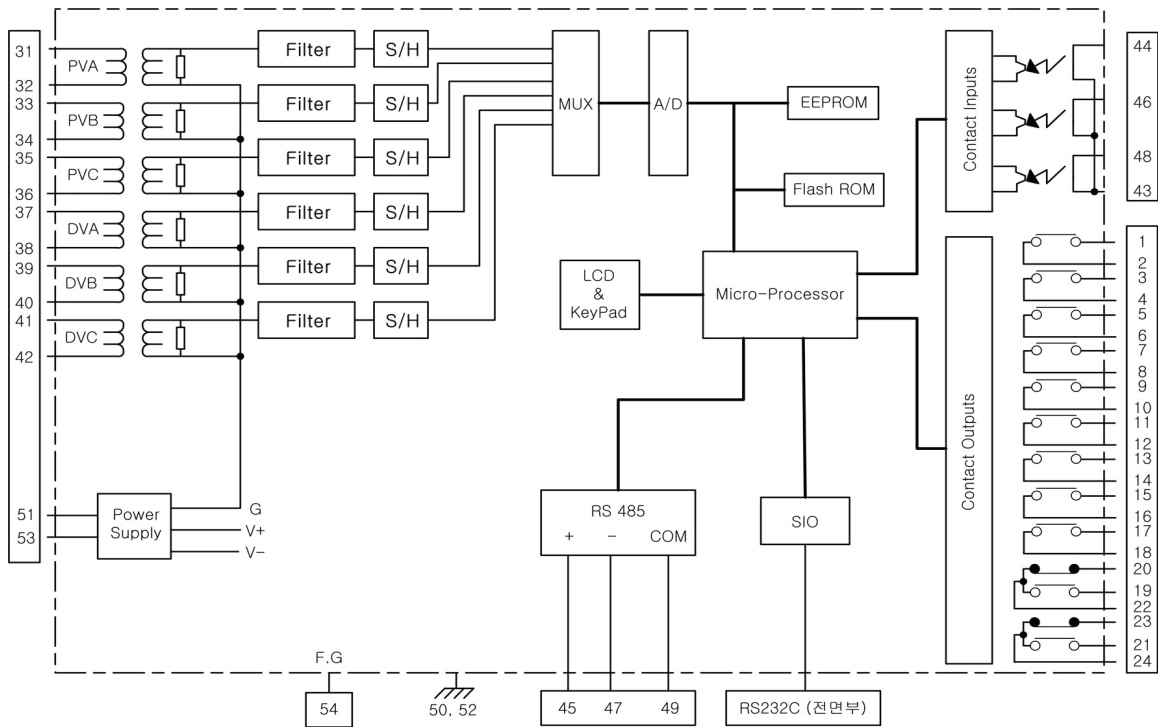 31
PVA
32
33
PVB
34
35
PVC
36
37
DVA
38
39
DVB
40
41
DVC
42
Filter
S/H
Filter
S/H
Filter
S/H
Filter
S/H
Filter
S/H
Filter
S/H
MUX
A/D
EEPROM
Flash ROM
LCD
&
KeyPad
Micro-Processor
Contact Inputs
44
46
48
43
Contact Outputs
1
2
3
4
5
6
7
8
9
10
11
12
13
14
15
16
17
18
20
19
22
23
21
24
51
53
Power
Supply
G
V+
V-
RS 485
+ - COM
SIO
F.G
54
50, 52
45 47 49
RS232C (전면부)